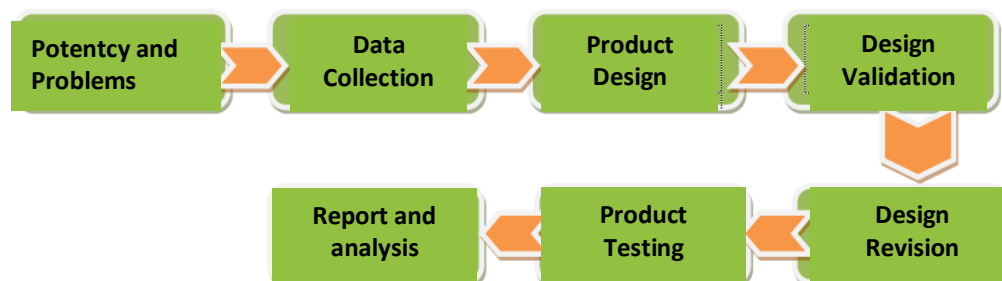 Potentcy and
Problems
Data
Collection
Product
Design
Design
Validation
Design
Revision
Product
Testing
Report and
analysis